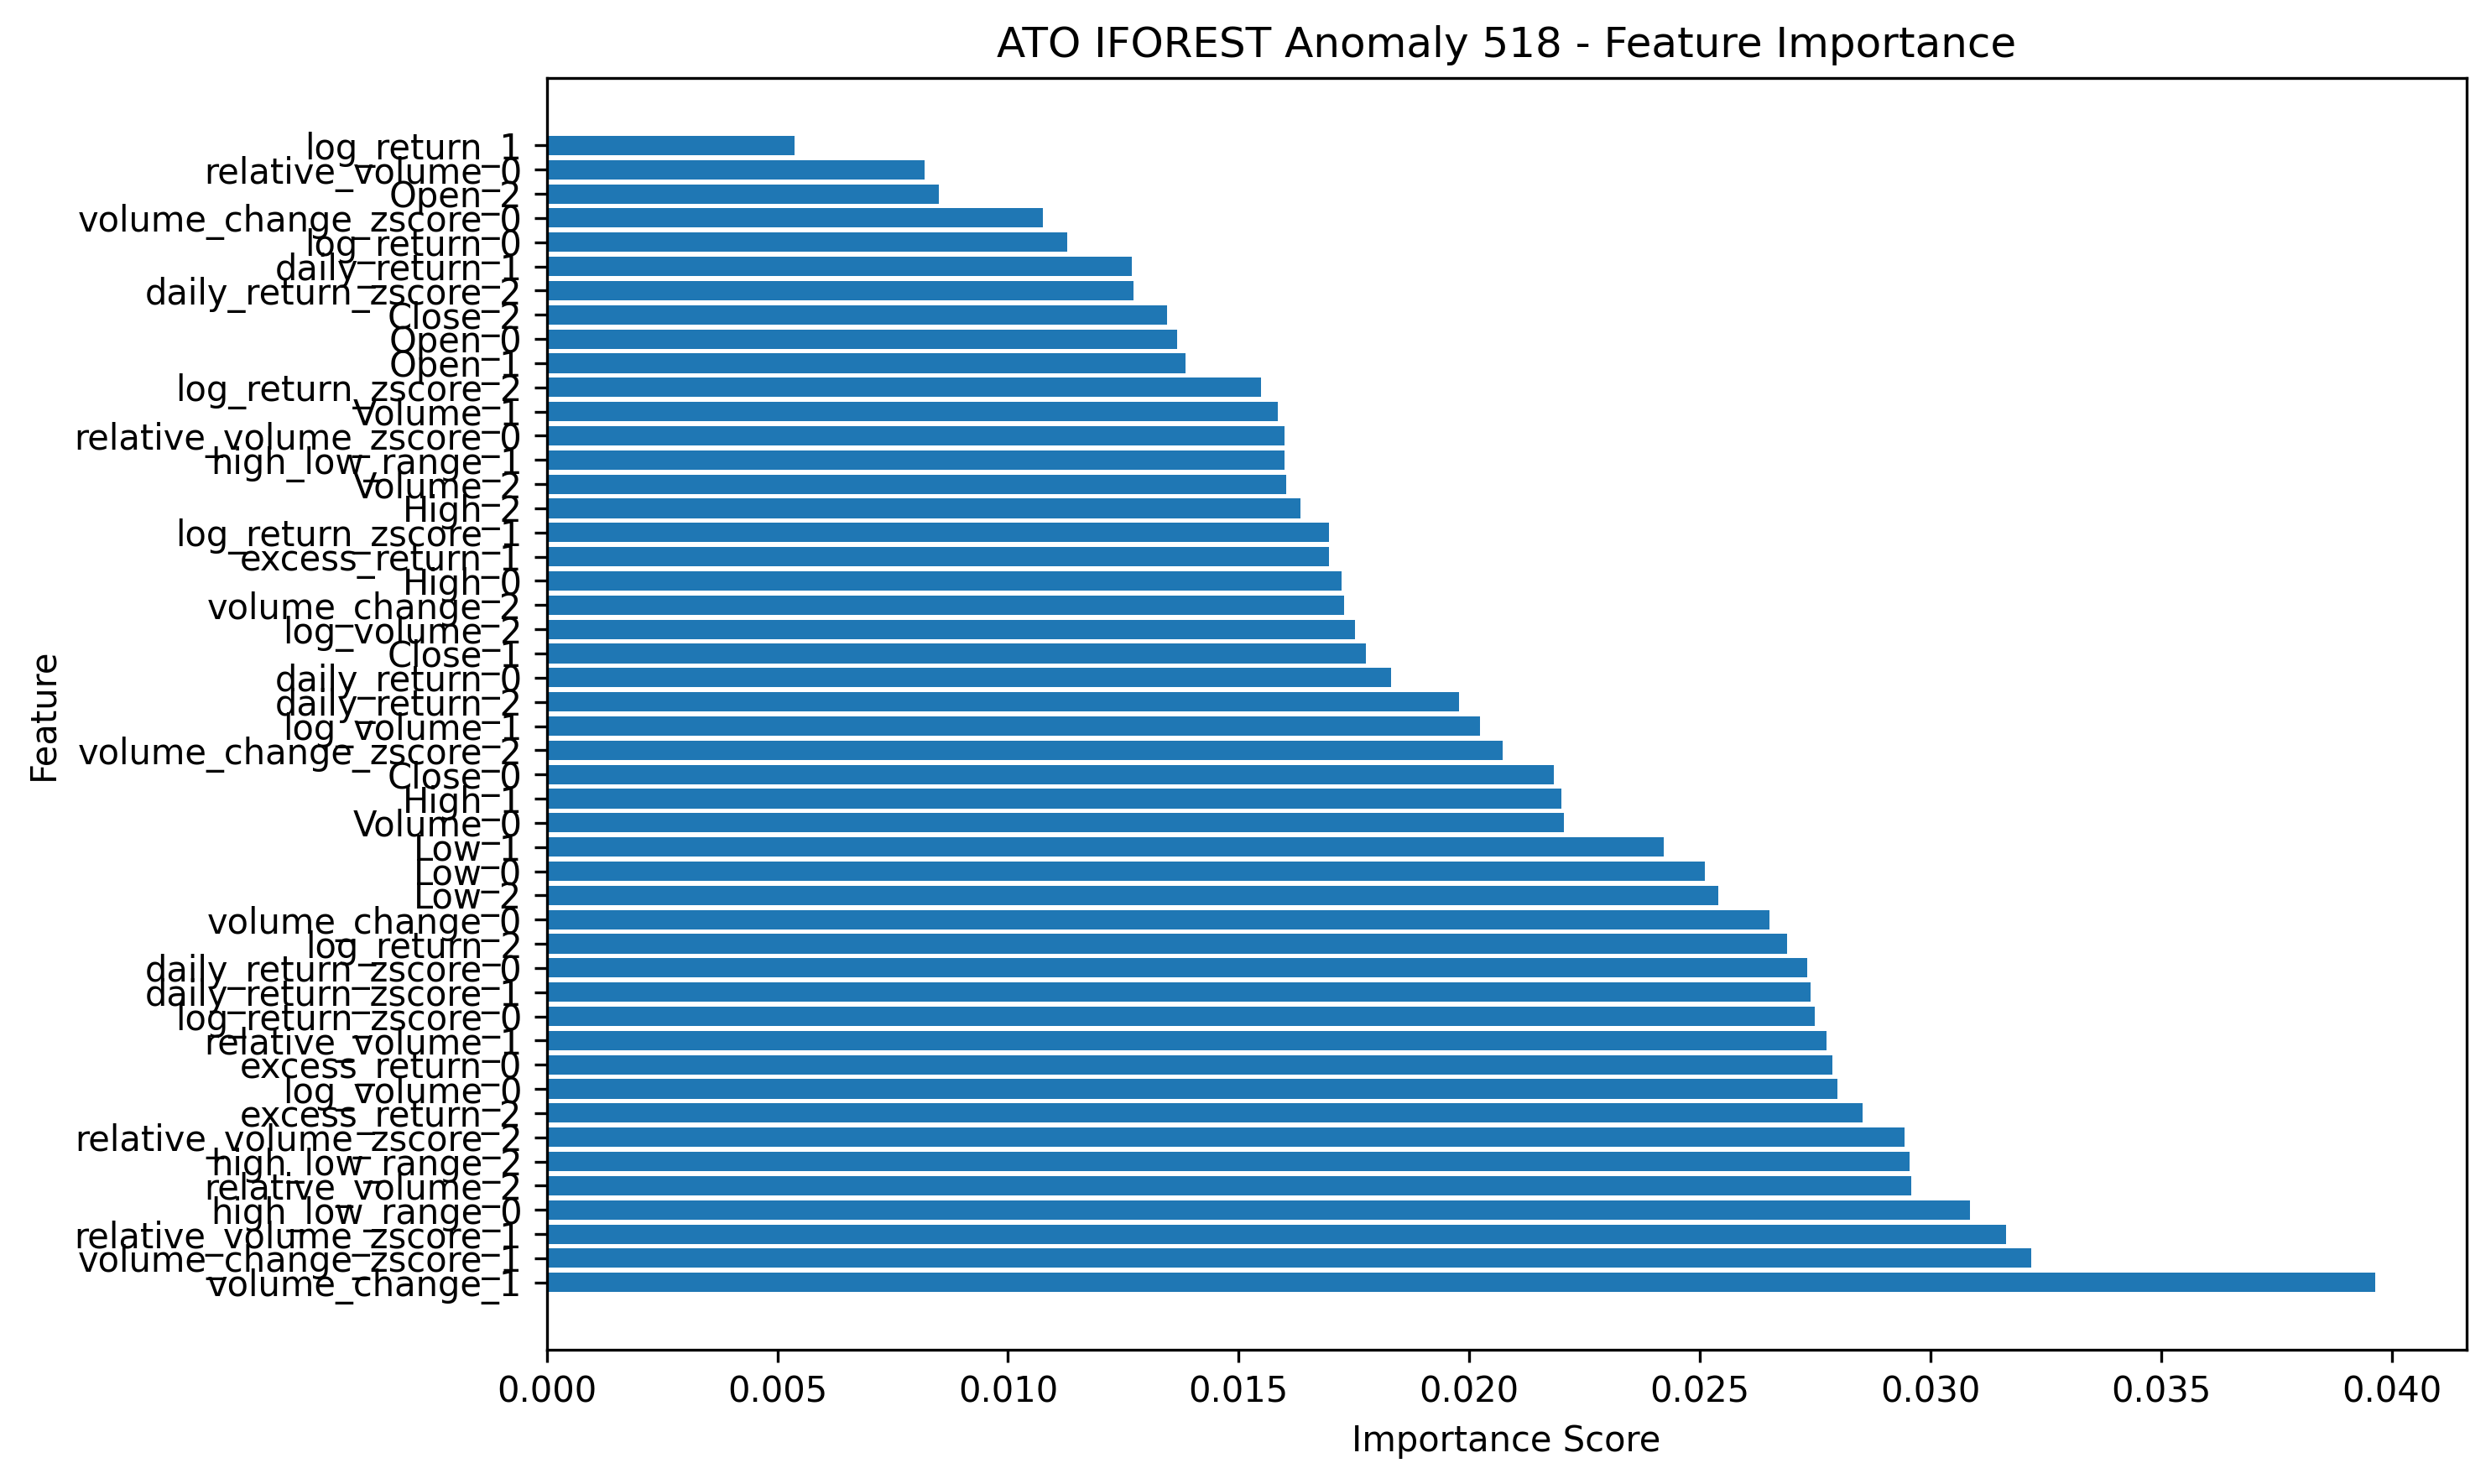 ATO IFOREST Anomaly 518 - Feature Importance
log_return_1
relative_volume_0
Open_2
volume_change_zscore_0
log_return_0
daily_return_1
daily_return_zscore_2
Close_2
Open_0
Open_1
log_return_zscore_2
Volume_1
relative_volume_zscore_0
high_low_range_1
Volume_2
High_2
log_return_zscore_1
excess_return_1
High_0
volume_change_2
log_volume_2
Close_1
daily_return_0
daily_return_2
log_volume_1
volume_change_zscore_2
Close_0
High_1
Volume_0
Low_1
Low_0
Low_2
volume_change_0
log_return_2
daily_return_zscore_0
daily_return_zscore_1
log_return_zscore_0
relative_volume_1
excess_return_0
log_volume_0
excess_return_2
relative_volume_zscore_2
high_low_range_2
relative_volume_2
high_low_range_0
relative_volume_zscore_1
volume_change_zscore_1
volume_change_1
Feature
0.000 0.005 0.010 0.015 0.020 0.025 0.030 0.035 0.040
Importance Score